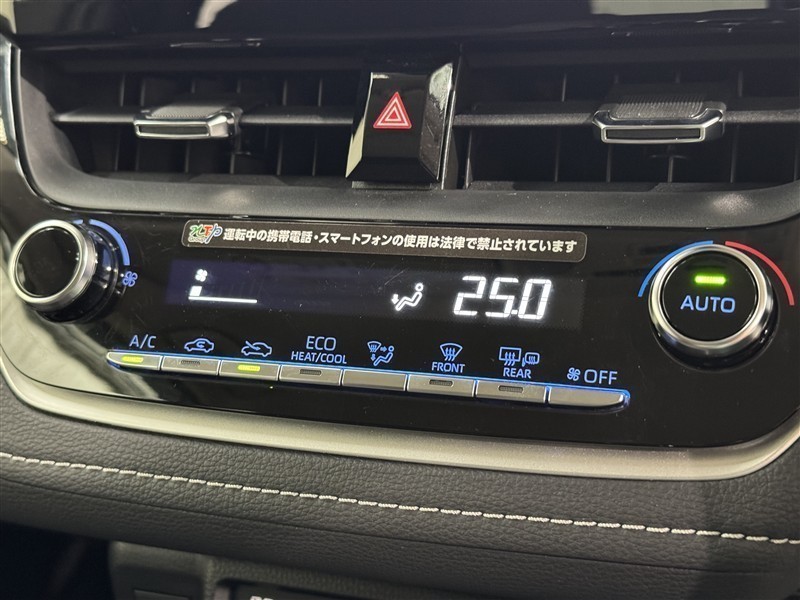 運転中の携帯電話・スマートフォンの使用は法律で禁止されています
25.0
AUTO
A/C
ECO
HEAT/COOL
FRONT
REAR
OFF